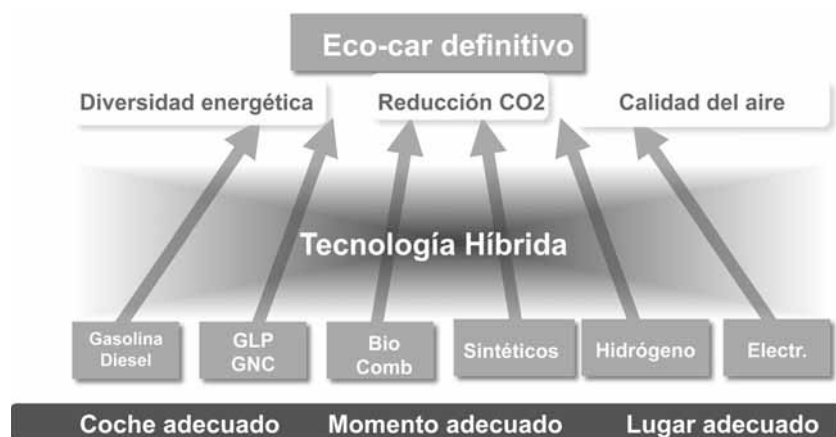 Eco-car definitivo
Diversidad energética Reducción CO2 Calidad del aire
Tecnología Híbrida
Gasolina
Diesel
GLP
GNC
Bio
Comb
Sintéticos
Hidrógeno
Electr.
Coche adecuado Momento adecuado Lugar adecuado